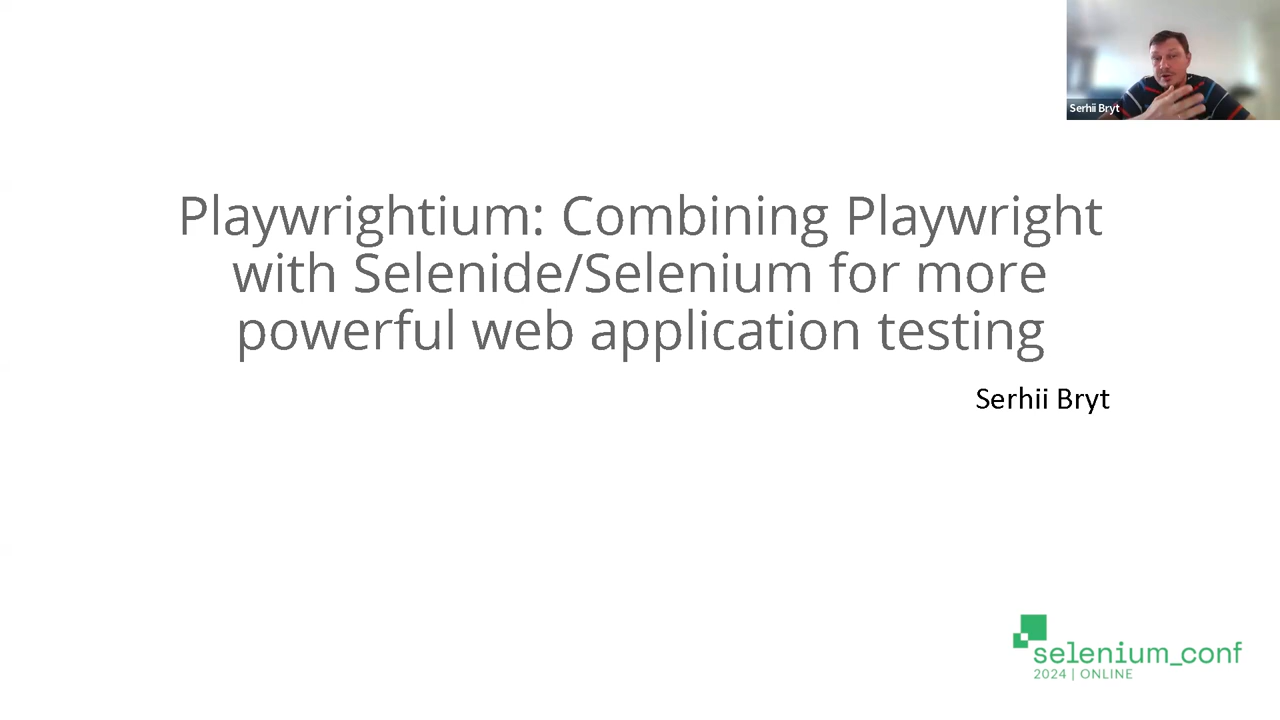 Serhii Bryt
Playwrightium: Combining Playwright
with Selenide/Selenium for more
powerful web application testing
Serhii Bryt
selenium_conf
2024 | ONLINE